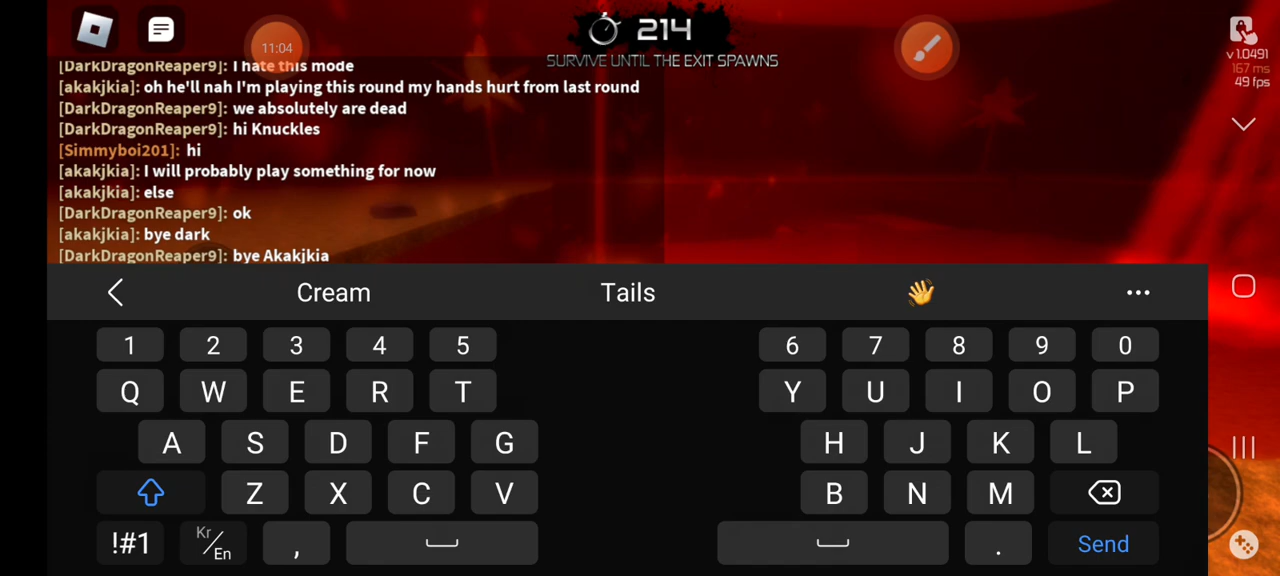 11:04
214
SURVIVE UNTIL THE EXIT SPAWNS
v 1.0491
167 ms
49 fps
[DarkDragonReaper9]: I hate this mode
[akakjkia]: oh he'll nah I'm playing this round my hands hurt from last round
[DarkDragonReaper9]: we absolutely are dead
[DarkDragonReaper9]: hi Knuckles
[Simmyboi201]: hi
[akakjkia]: I will probably play something for now
[akakjkia]: else
[DarkDragonReaper9]: ok
[akakjkia]: bye dark
[DarkDragonReaper9]: bye Akakjkia
Cream Tails 👋 ...
1 2 3 4 5 6 7 8 9 0
Q W E R T Y U I O P
A S D F G H J K L
Z X C V B N M
!#1 Kr/En , . Send